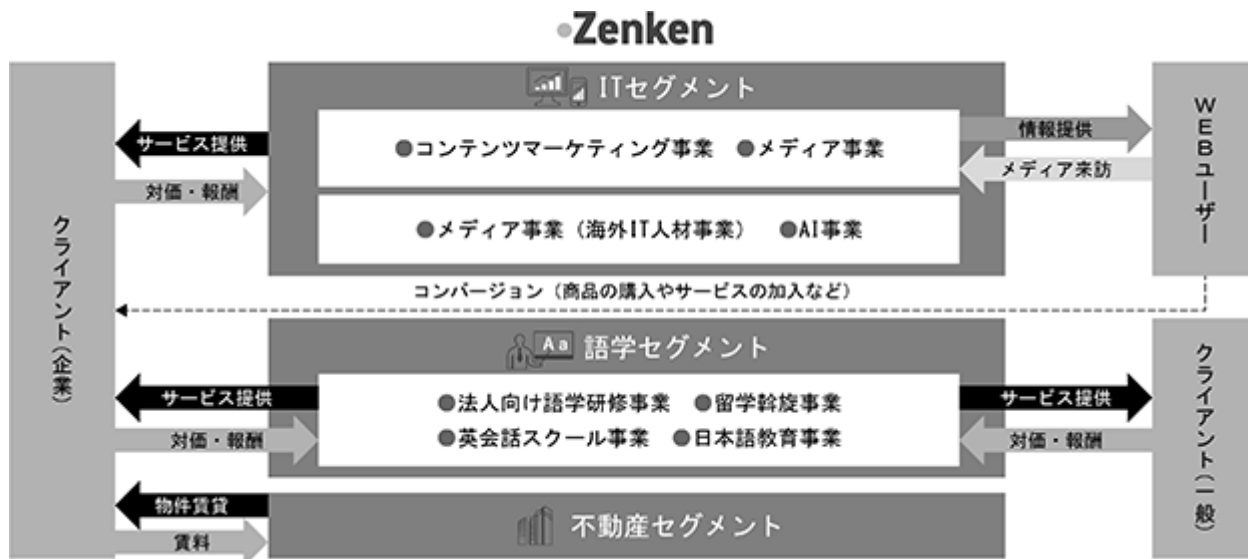 Zenken
ITセグメント
サービス提供
対価・報酬
●コンテンツマーケティング事業 ●メディア事業
情報提供
メディア来訪
●メディア事業（海外IT人材事業） ●AI事業
WEBユーザー
クライアント（企業）
コンバージョン（商品の購入やサービスの加入など）
Aa 語学セグメント
サービス提供
対価・報酬
●法人向け語学研修事業 ●留学斡旋事業
●英会話スクール事業 ●日本語教育事業
サービス提供
対価・報酬
クライアント（一般）
物件賃貸
賃料
不動産セグメント